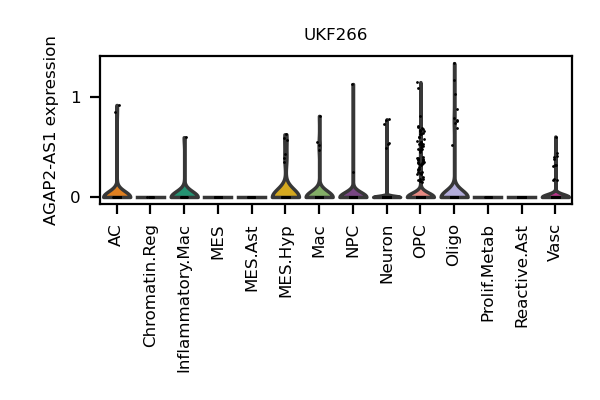 UKF266
AGAP2-AS1 expression
1
0
AC
Chromatin.Reg
Inflammatory.Mac
MES
MES.Ast
MES.Hyp
Mac
NPC
Neuron
OPC
Oligo
Prolif.Metab
Reactive.Ast
Vasc